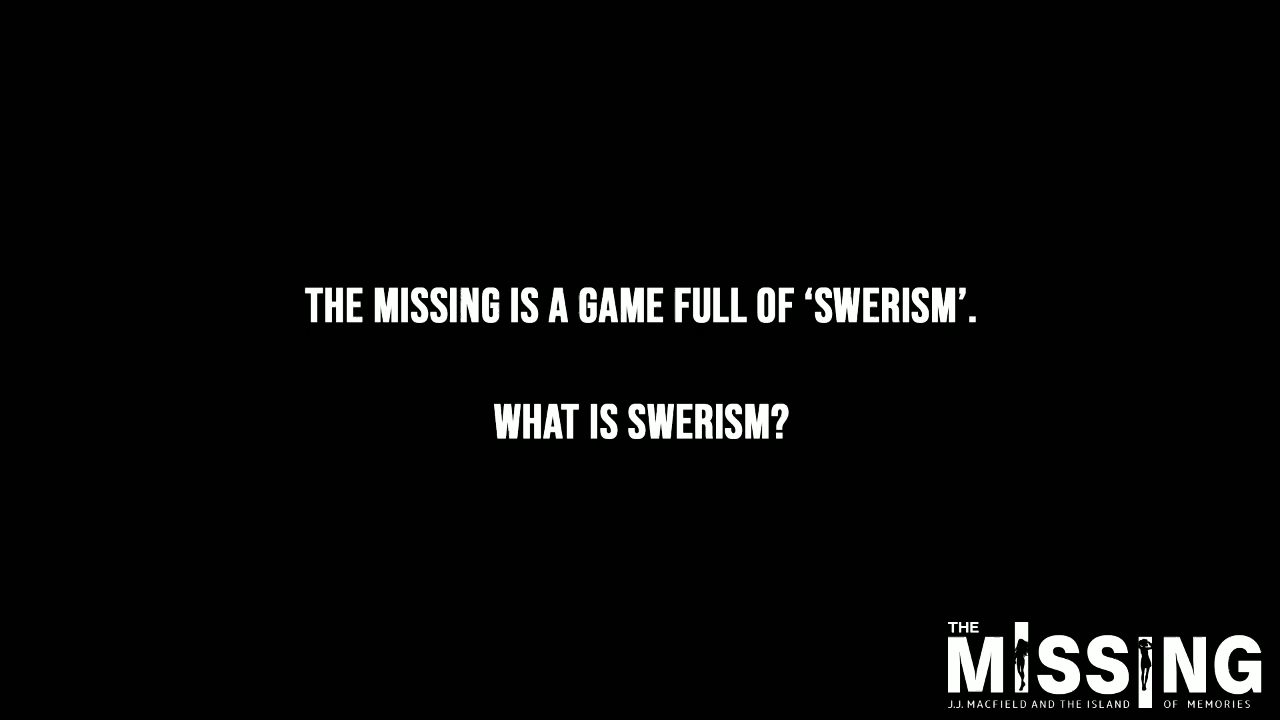 THE MISSING IS A GAME FULL OF ‘SWERISM’.
WHAT IS SWERISM?
THE
MISSING
J.J. MACFIELD AND THE ISLAND OF MEMORIES